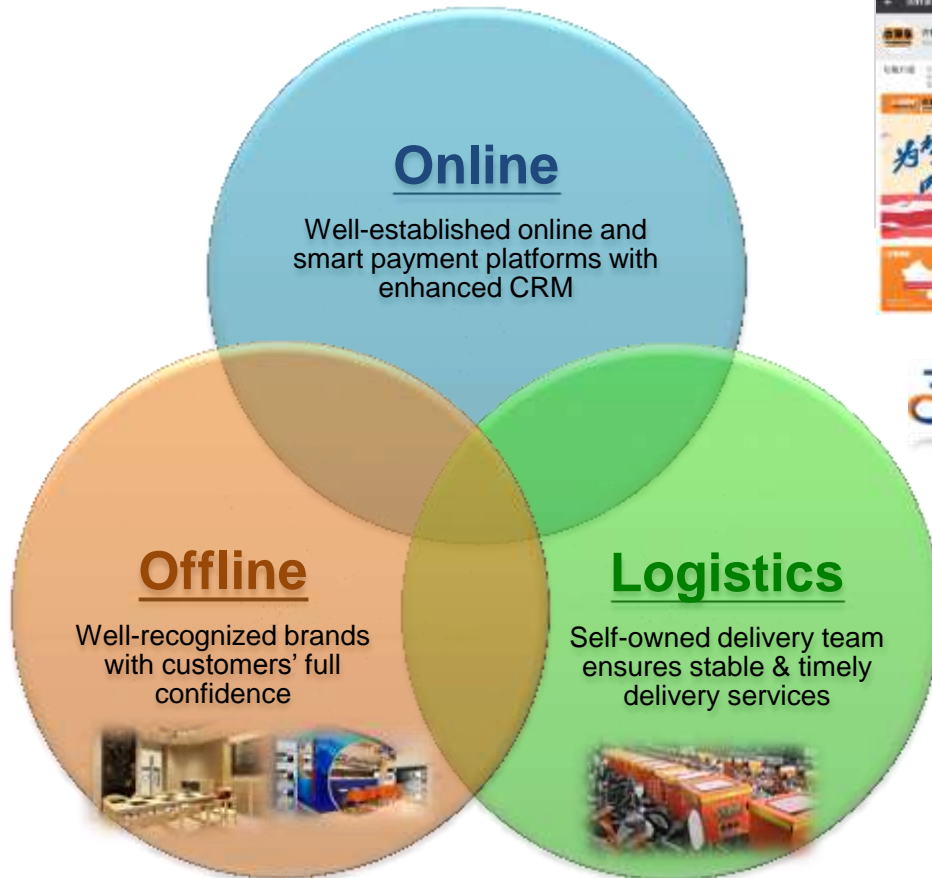 Online
Well-established online and
smart payment platforms with
enhanced CRM
Offline
Well-recognized brands
with customers’ full
confidence
Logistics
Self-owned delivery team
ensures stable & timely
delivery services